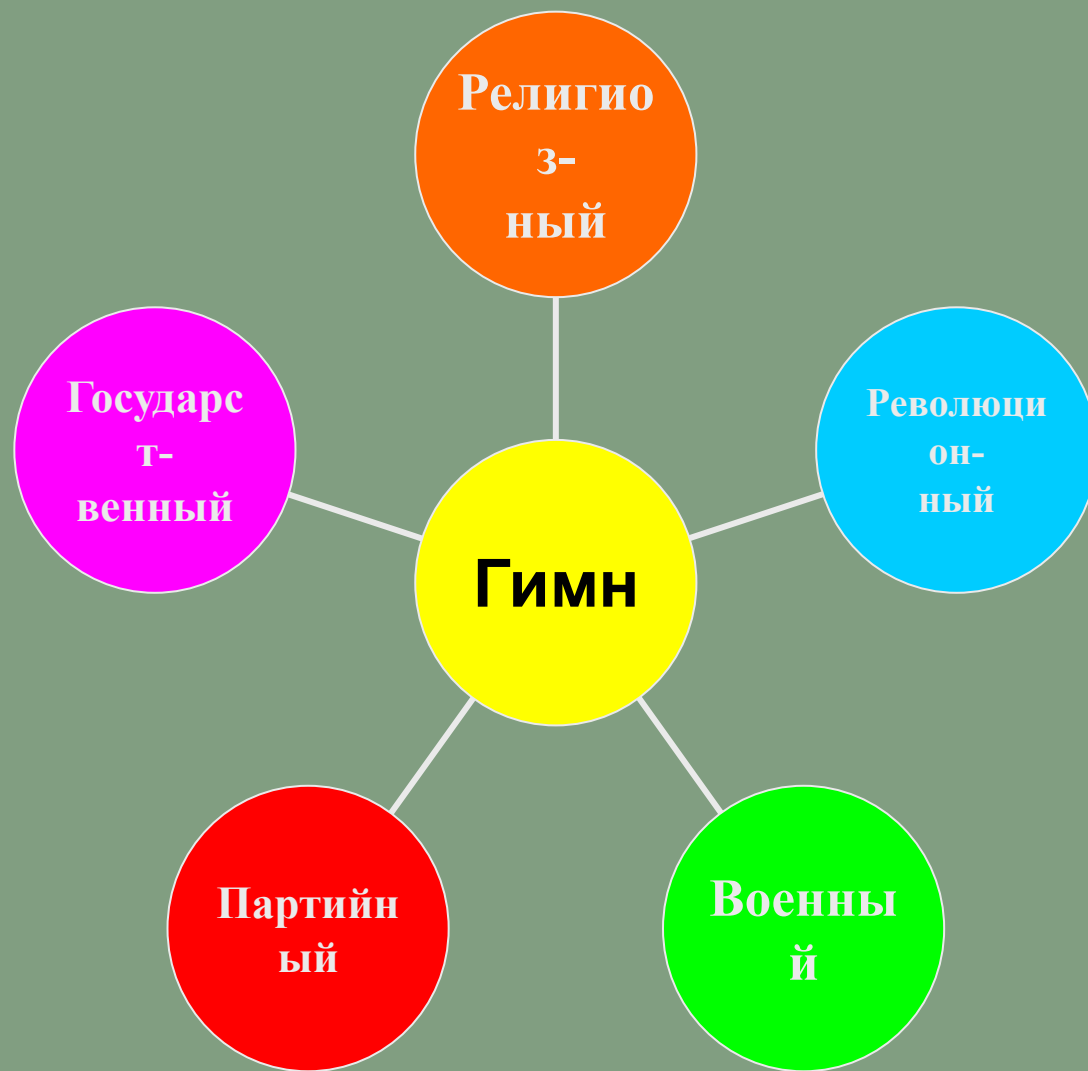 Религио
з-
ный
Государс
т-
венный
Революци
он-
ный
Гимн
Партийн
ый
Военны
й